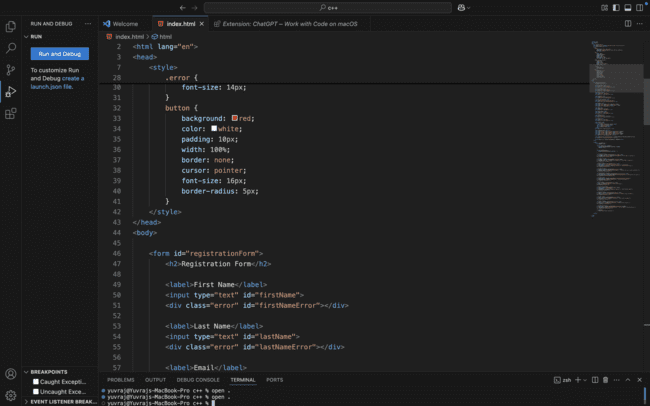 c++
RUN AND DEBUG
Welcome
index.html
Extension: ChatGPT – Work with Code on macOS
RUN
index.html > html
Run and Debug
To customize Run
and Debug create a
launch.json file.
2 <html lang="en">
3 <head>
7 <style>
28 .error {
30 font-size: 14px;
31 }
32 button {
33 background: red;
34 color: white;
35 padding: 10px;
36 width: 100%;
37 border: none;
38 cursor: pointer;
39 font-size: 16px;
40 border-radius: 5px;
41 }
42 </style>
43 </head>
44 <body>
45
46 <form id="registrationForm">
47 <h2>Registration Form</h2>
48
49 <label>First Name</label>
50 <input type="text" id="firstName">
51 <div class="error" id="firstNameError"></div>
52
53 <label>Last Name</label>
54 <input type="text" id="lastName">
55 <div class="error" id="lastNameError"></div>
56
57 <label>Email</label>
BREAKPOINTS
Caught Excepti...
Uncaught Exce...
EVENT LISTENER BREAK...
PROBLEMS OUTPUT DEBUG CONSOLE TERMINAL PORTS
zsh
yuvraj@Yuvrajs-MacBook-Pro c++ % open .
yuvraj@Yuvrajs-MacBook-Pro c++ % open .
yuvraj@Yuvrajs-MacBook-Pro c++ %